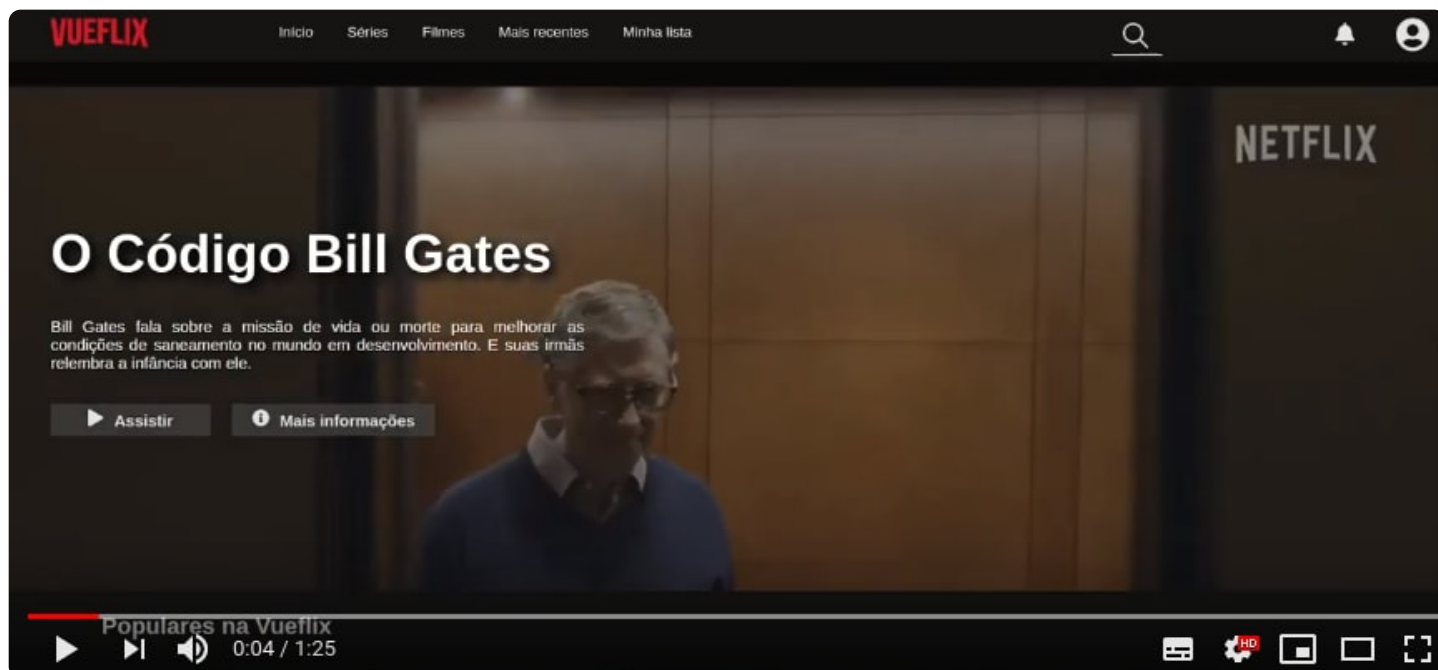 VUEFLIX
Início Séries Filmes Mais recentes Minha lista
NETFLIX
O Código Bill Gates
Bill Gates fala sobre a missão de vida ou morte para melhorar as
condições de saneamento no mundo em desenvolvimento. E suas irmãs
relembra a infância com ele.
Assistir Mais informações
Populares na Vueflix
0:04 / 1:25
HD